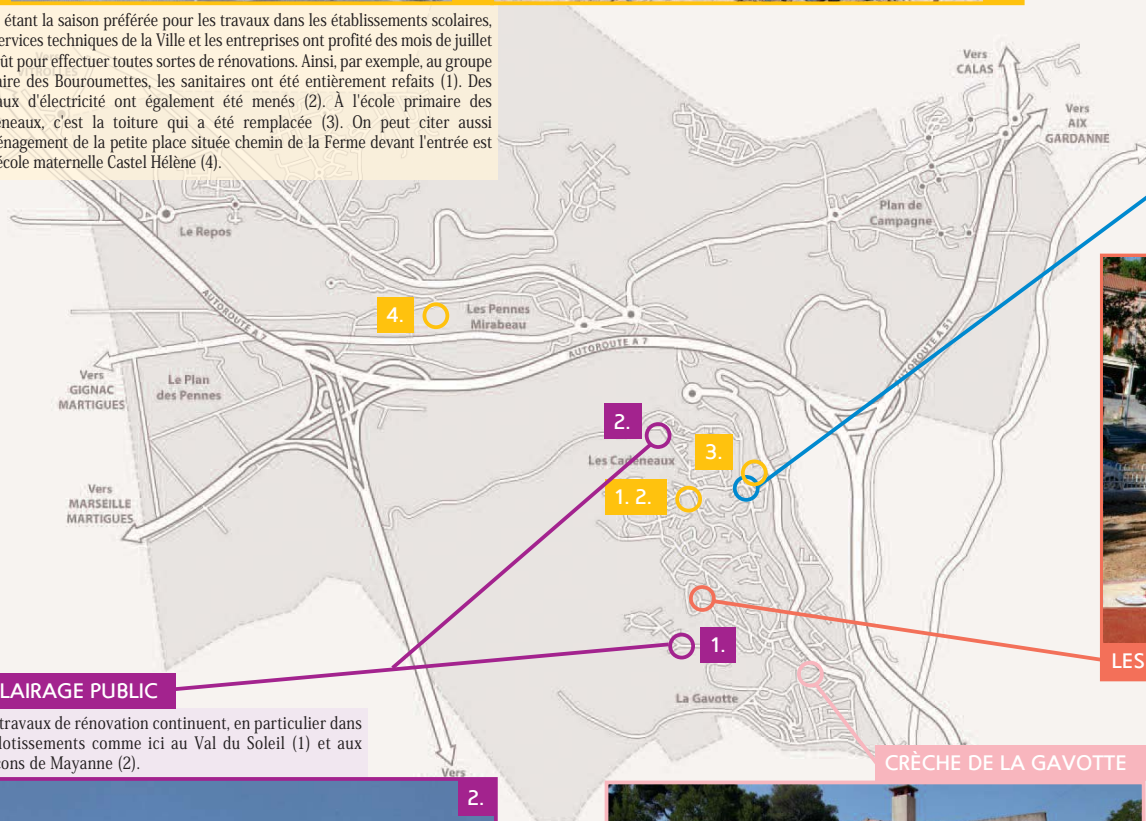 étant la saison préférée pour les travaux dans les établissements scolaires,
ervices techniques de la Ville et les entreprises ont profité des mois de juillet
ût pour effectuer toutes sortes de rénovations. Ainsi, par exemple, au groupe
aire des Bouroumettes, les sanitaires ont été entièrement refaits (1). Des
aux d'électricité ont également été menés (2). À l'école primaire des
eneaux, c'est la toiture qui a été remplacée (3). On peut citer aussi
énagement de la petite place située chemin de la Ferme devant l'entrée est
école maternelle Castel Hélène (4).
Vers
VITROLLES
Vers
CALAS
Vers
AIX
GARDANNE
Plan de
Campagne
Le Repos
AUTOROUTE A 7
4.
Les Pennes
Mirabeau
AUTOROUTE A 7
AUTOROUTE A 51
Vers
GIGNAC
MARTIGUES
Le Plan
des Pennes
2.
Les Cadeneaux
3.
1. 2.
Vers
MARSEILLE
MARTIGUES
1.
LES
La Gavotte
LAIRAGE PUBLIC
travaux de rénovation continuent, en particulier dans
lotissements comme ici au Val du Soleil (1) et aux
ons de Mayanne (2).
Vers
CRÈCHE DE LA GAVOTTE
2.